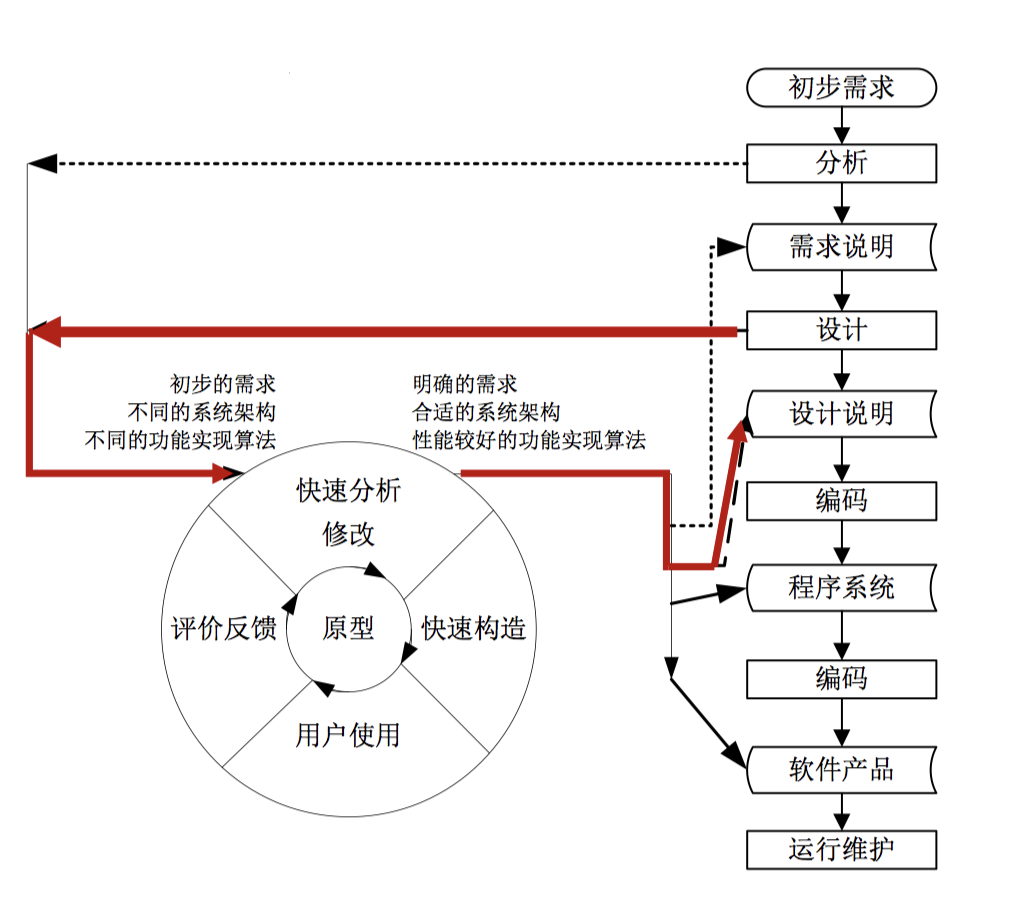 初步需求
分析
需求说明
设计
初步的需求
不同的系统架构
不同的功能实现算法
明确的需求
合适的系统架构
性能较好的功能实现算法
设计说明
快速分析
修改
编码
程序系统
评价反馈
原型
快速构造
编码
用户使用
软件产品
运行维护